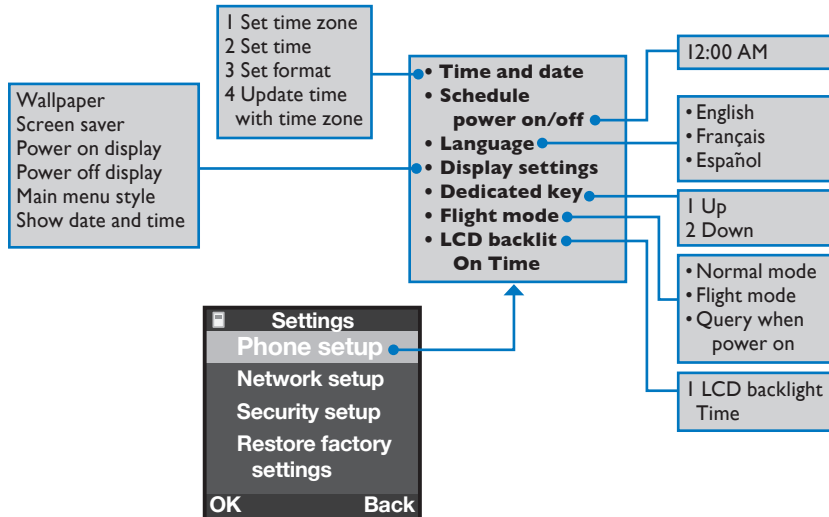 1 Set time zone
2 Set time
3 Set format
4 Update time
with time zone
Wallpaper
Screen saver
Power on display
Power off display
Main menu style
Show date and time
• Time and date
• Schedule
power on/off
• Language
• Display settings
• Dedicated key
• Flight mode
• LCD backlit
On Time
12:00 AM
• English
• Français
• Español
1 Up
2 Down
• Normal mode
• Flight mode
• Query when
power on
1 LCD backlight
Time
Settings
Phone setup
Network setup
Security setup
Restore factory
settings
OK Back